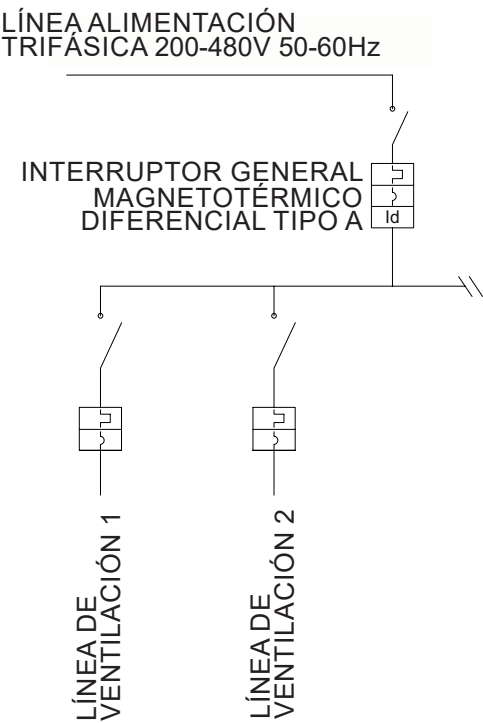 LÍNEA ALIMENTACIÓN
TRIFÁSICA 200-480V 50-60Hz
INTERRUPTOR GENERAL
MAGNETOTÉRMICO
DIFERENCIAL TIPO A
Id
LÍNEA DE
VENTILACIÓN 1
LÍNEA DE
VENTILACIÓN 2